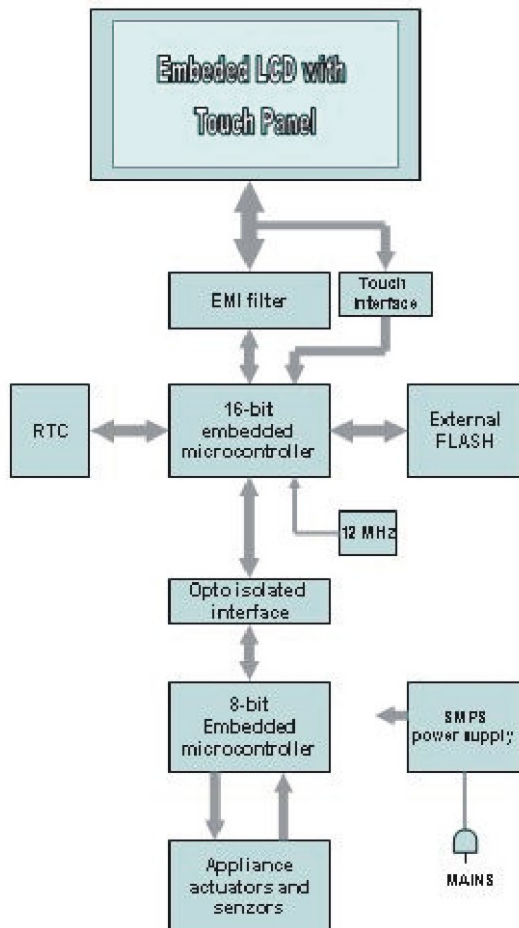 Embeded LCD with
Touch Panel
EMI filter
Touch
Interface
RTC
16-bit
embedded
microcontroller
External
FLASH
12 MHz
Opto isolated
interface
8-bit
Embedded
microcontroller
SMPS
power supply
Appliance
actuators and
senzors
MAINS